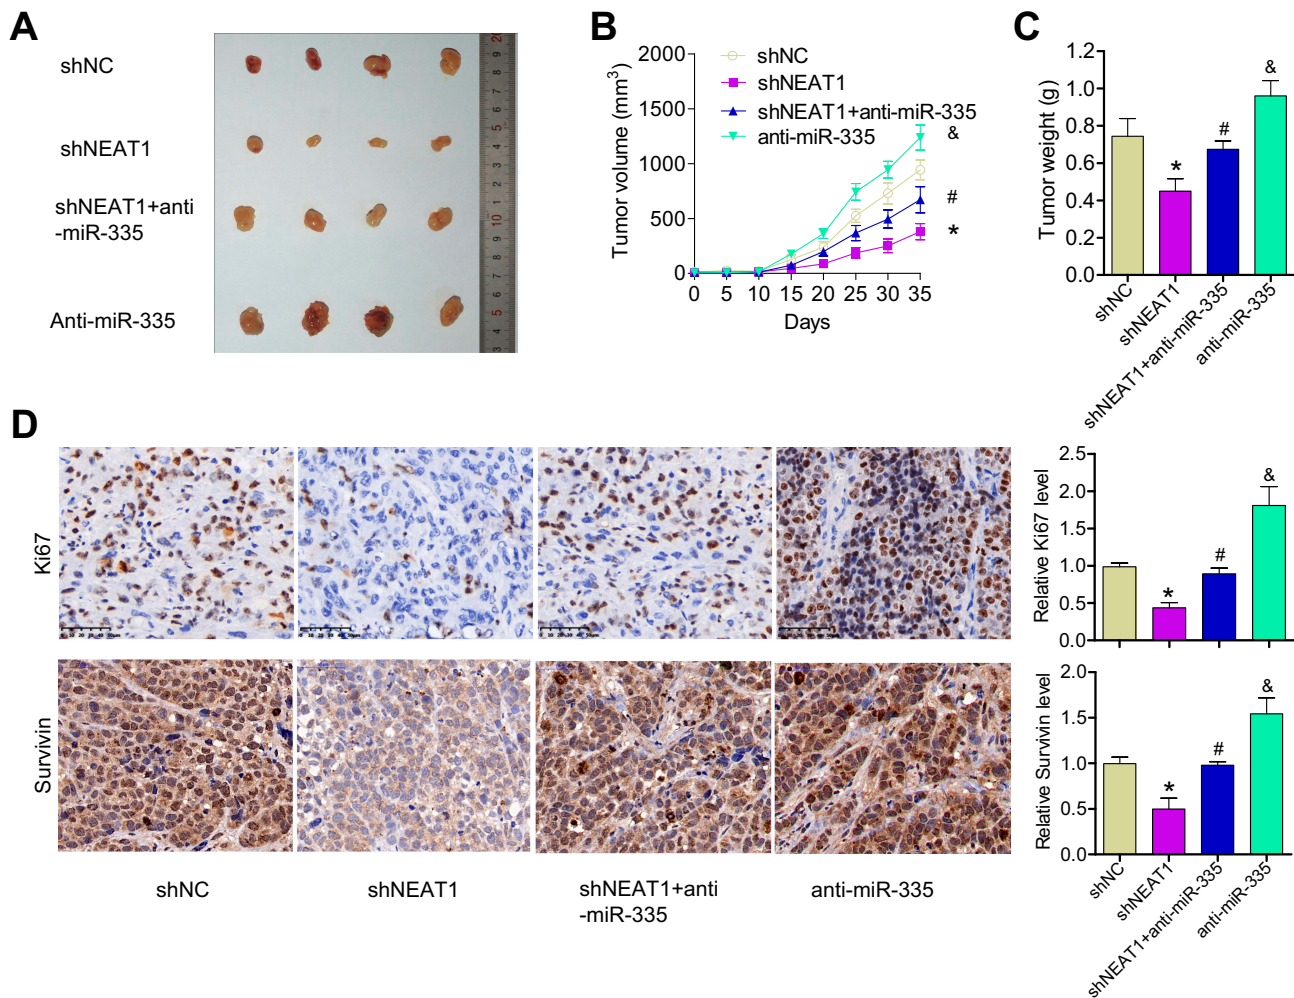 A
shNC
shNEAT1
shNEAT1+anti
-miR-335
Anti-miR-335
B
Tumor volume (mm3)
2000
1500
1000
500
0
shNC
shNEAT1
shNEAT1+anti-miR-335
anti-miR-335
&
#
*
0 5 10 15 20 25 30 35
Days
C
Tumor weight (g)
1.2
1.0
0.8
0.6
0.4
0.2
0.0
* # &
shNC
shNEAT1
shNEAT1+anti-miR-335
anti-miR-335
D
Ki67
Survivin
shNC
shNEAT1
shNEAT1+anti
-miR-335
anti-miR-335
Relative Ki67 level
2.5
2.0
1.5
1.0
0.5
0.0
* # &
Relative Survivin level
2.0
1.5
1.0
0.5
0.0
* # &
shNC
shNEAT1
shNEAT1+anti-miR-335
anti-miR-335